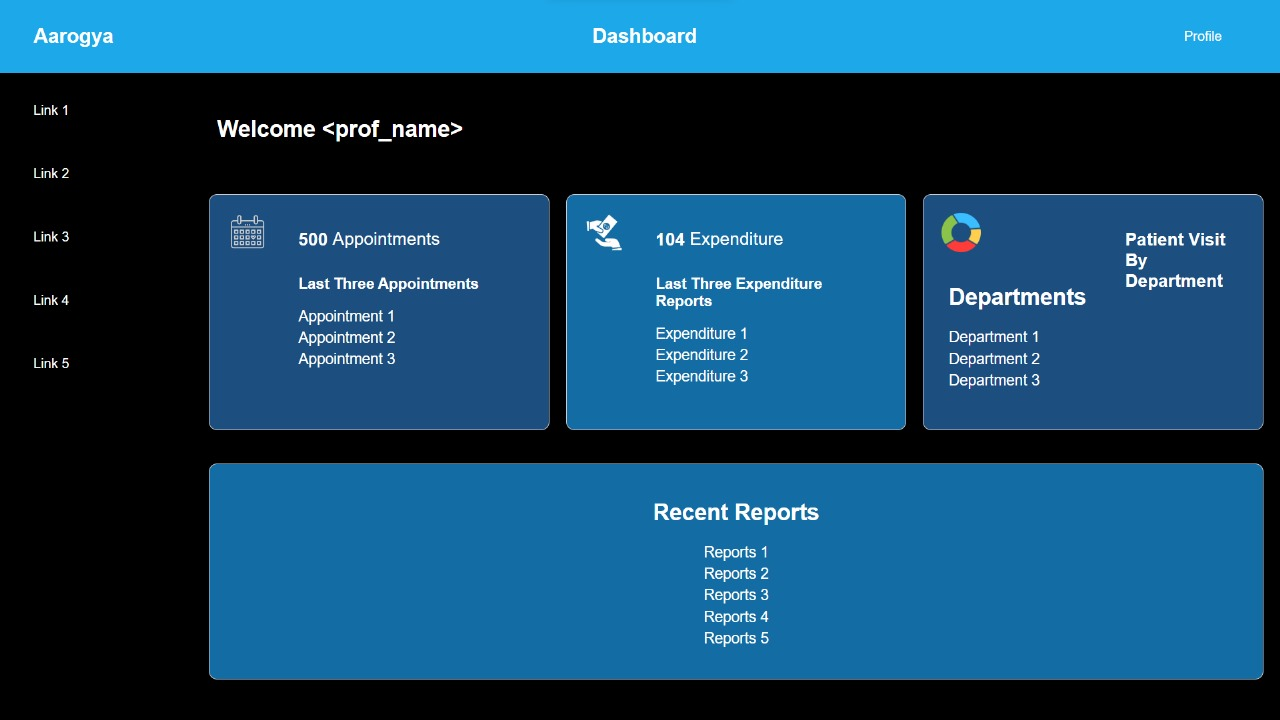 Aarogya
Dashboard
Profile
Link 1
Link 2
Link 3
Link 4
Link 5
Welcome <prof_name>
500 Appointments
Last Three Appointments
Appointment 1
Appointment 2
Appointment 3
104 Expenditure
Last Three Expenditure
Reports
Expenditure 1
Expenditure 2
Expenditure 3
Patient Visit
By
Department
Departments
Department 1
Department 2
Department 3
Recent Reports
Reports 1
Reports 2
Reports 3
Reports 4
Reports 5